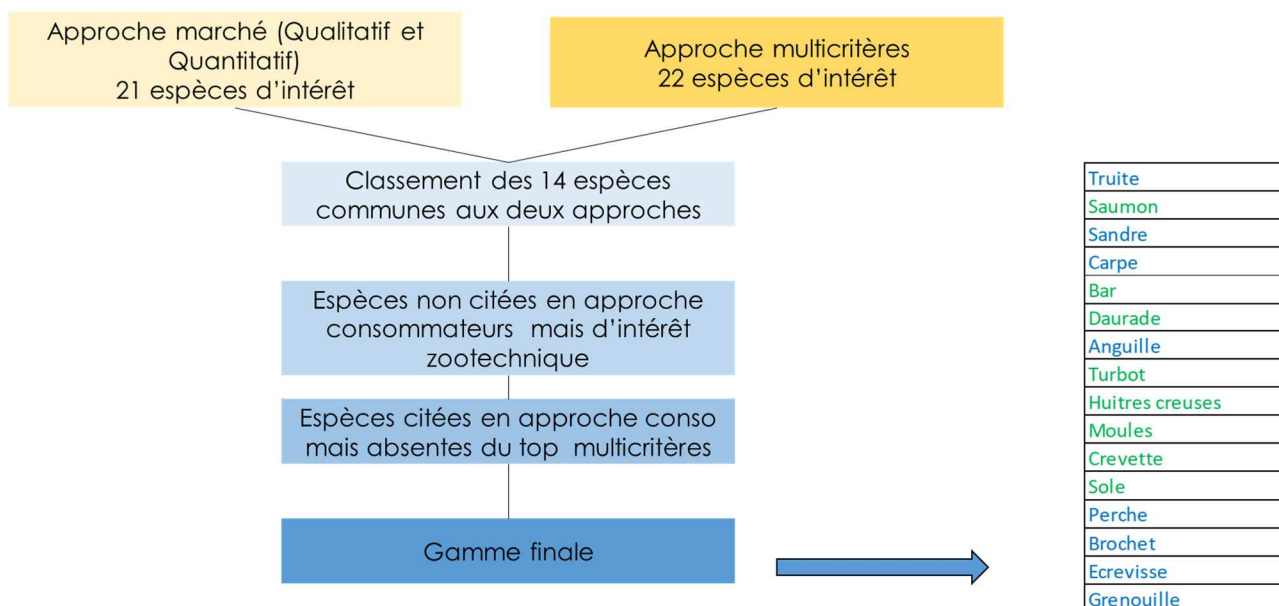 Approche marché (Qualitatif et
Quantitatif)
21 espèces d’intérêt
Approche multicritères
22 espèces d’intérêt
Classement des 14 espèces
communes aux deux approches
Espèces non citées en approche
consommateurs mais d’intérêt
zootechnique
Espèces citées en approche conso
mais absentes du top multicritères
Gamme finale
Truite
Saumon
Sandre
Carpe
Bar
Daurade
Anguille
Turbot
Huitres creuses
Moules
Crevette
Sole
Perche
Brochet
Ecrevisse
Grenouille